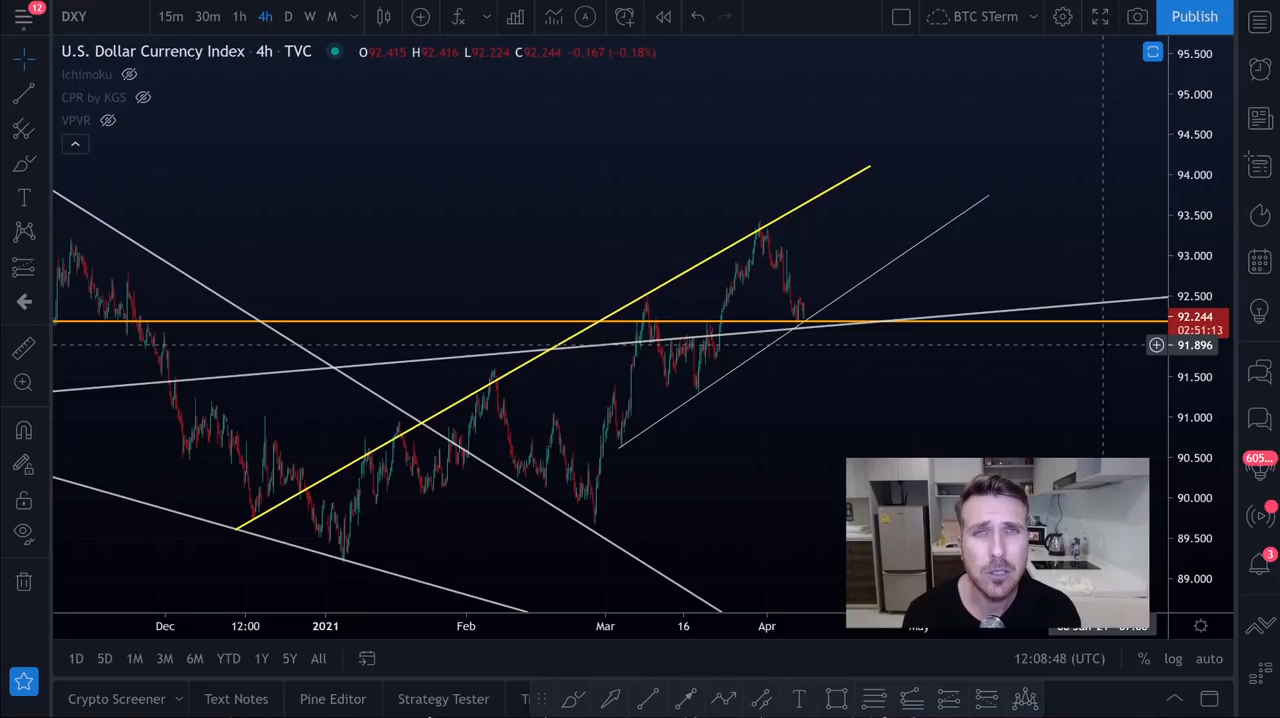 12
DXY 15m 30m 1h 4h D W M BTC STerm Publish
U.S. Dollar Currency Index · 4h · TVC O92.415 H92.416 L92.224 C92.244 −0.167 (−0.18%)
Ichimoku
CPR by KGS
VPVR
95.500
95.000
94.500
94.000
93.500
93.000
92.500
92.244
02:51:13
91.896
91.500
91.000
90.500
90.000
89.500
89.000
605...
3
Dec 12:00 2021 Feb Mar 16 Apr
1D 5D 1M 3M 6M YTD 1Y 5Y All 12:08:48 (UTC) % log auto
Crypto Screener Text Notes Pine Editor Strategy Tester